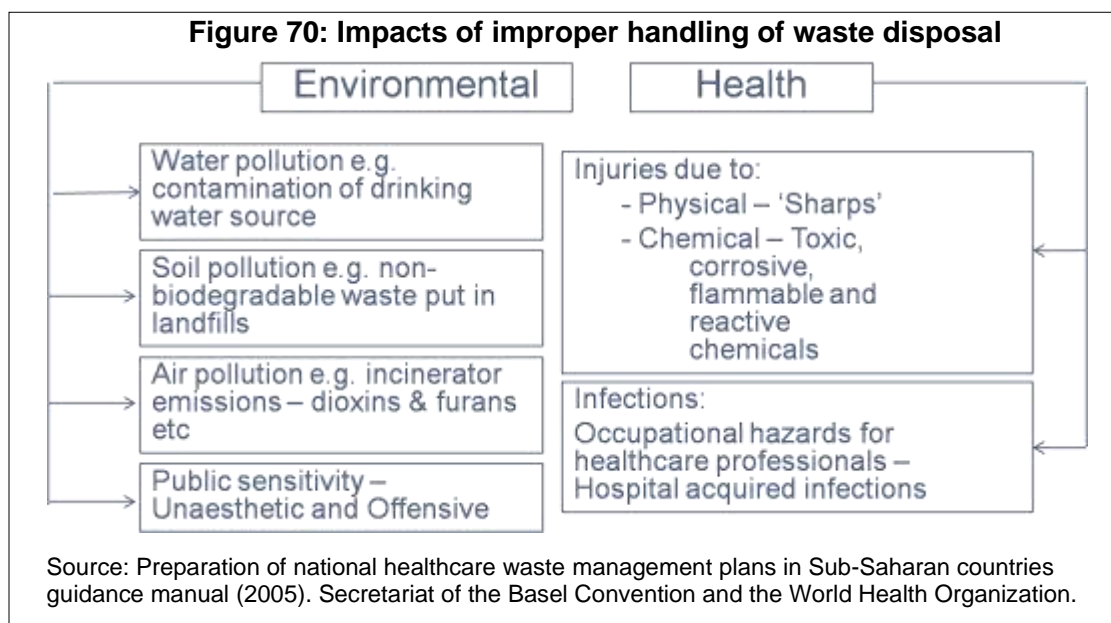 Figure 70: Impacts of improper handling of waste disposal
Environmental
Water pollution e.g.
contamination of drinking
water source
Soil pollution e.g. non-
biodegradable waste put in
landfills
Air pollution e.g. incinerator
emissions – dioxins & furans
etc
Public sensitivity –
Unaesthetic and Offensive
Health
Injuries due to:
- Physical – ‘Sharps’
- Chemical – Toxic,
corrosive,
flammable and
reactive
chemicals
Infections:
Occupational hazards for
healthcare professionals –
Hospital acquired infections
Source: Preparation of national healthcare waste management plans in Sub-Saharan countries
guidance manual (2005). Secretariat of the Basel Convention and the World Health Organization.